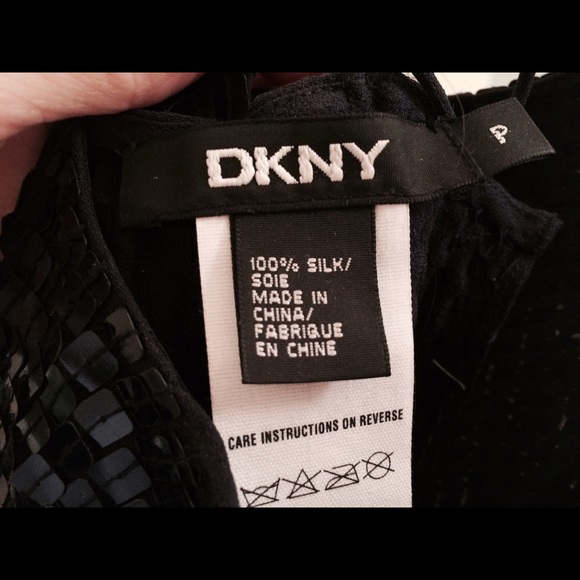 DKNY
P
100% SILK/
SOIE
MADE IN
CHINA/
FABRIQUE
EN CHINE
CARE INSTRUCTIONS ON REVERSE